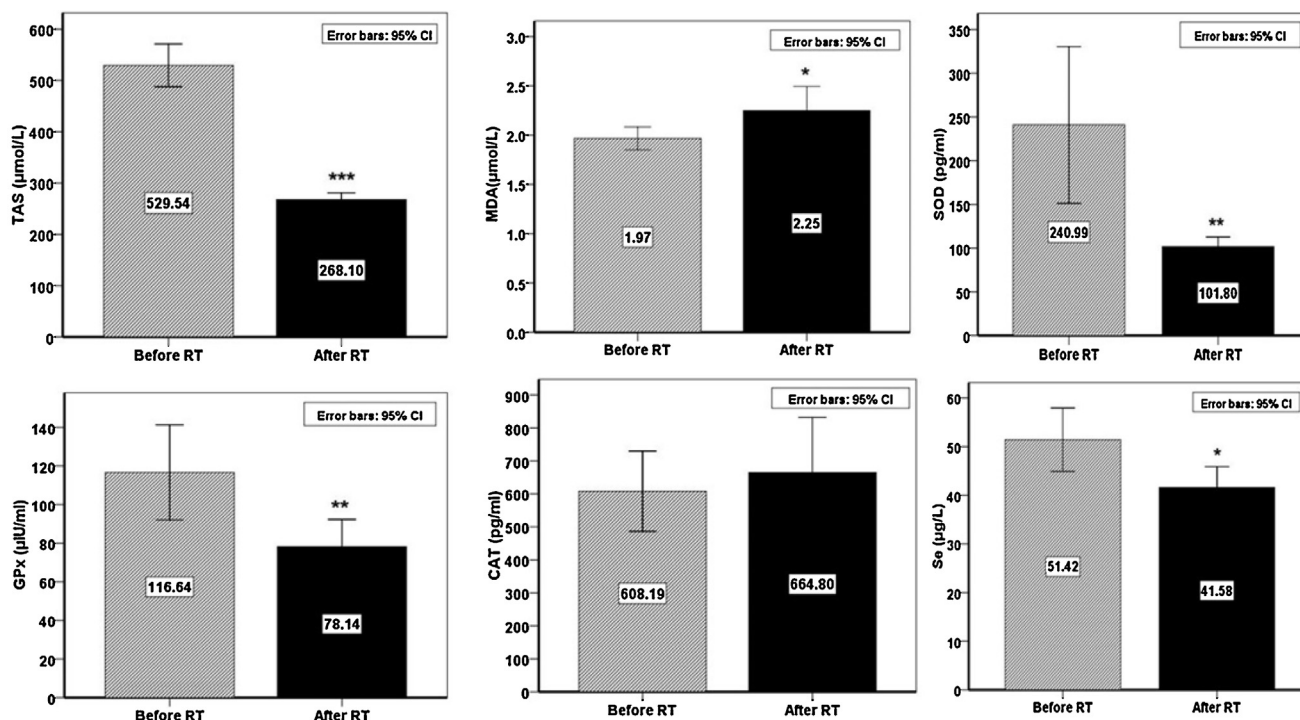 Error bars: 95% CI
TAS (µmol/L)
600
500
400
300
200
100
0
***
529.54
268.10
Before RT
After RT
Error bars: 95% CI
MDA(µmol/L)
3.0
2.5
2.0
1.5
1.0
0.5
0.0
*
1.97
2.25
Before RT
After RT
Error bars: 95% CI
SOD (pg/ml)
350
300
250
200
150
100
50
0
**
240.99
101.80
Before RT
After RT
Error bars: 95% CI
GPx (µIU/ml)
140
120
100
80
60
40
20
0
**
116.64
78.14
Before RT
After RT
Error bars: 95% CI
CAT (pg/ml)
900
800
700
600
500
400
300
200
100
0
608.19
664.80
Before RT
After RT
Error bars: 95% CI
Se (µg/L)
60
50
40
30
20
10
0
*
51.42
41.58
Before RT
After RT